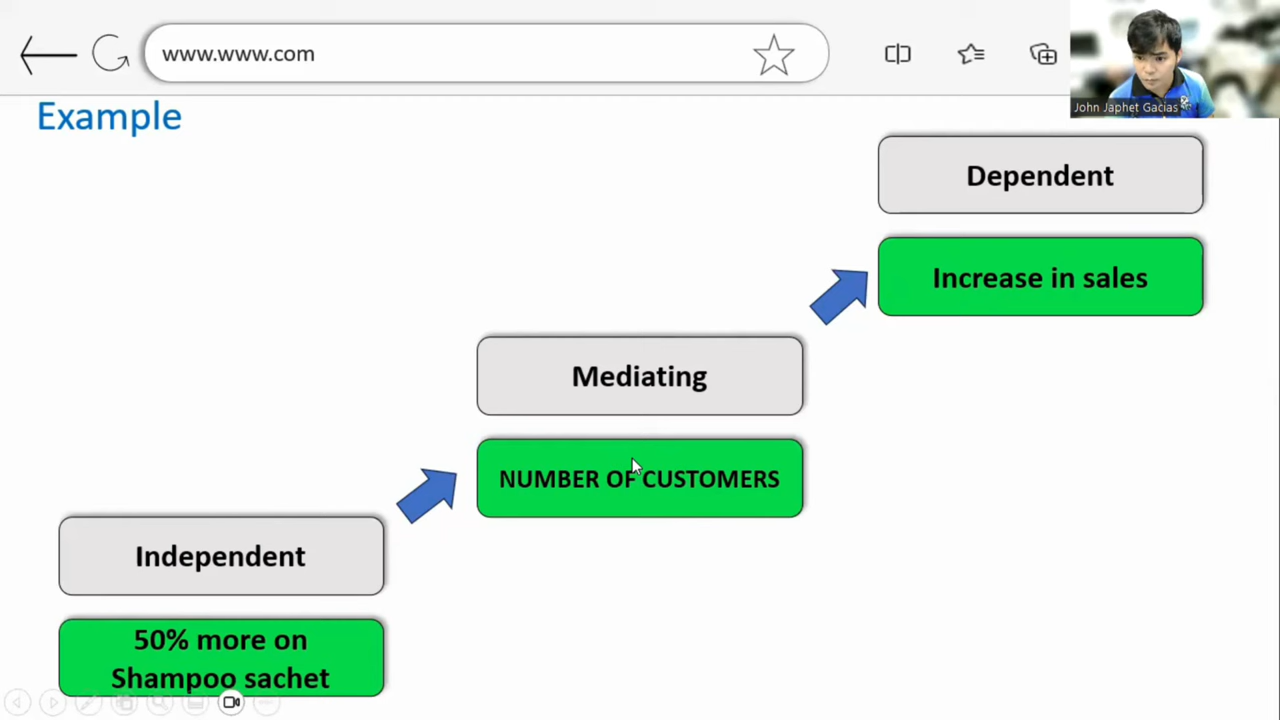 www.www.com
John Japhet Gacias
Example
Dependent
Increase in sales
Mediating
NUMBER OF CUSTOMERS
Independent
50% more on
Shampoo sachet